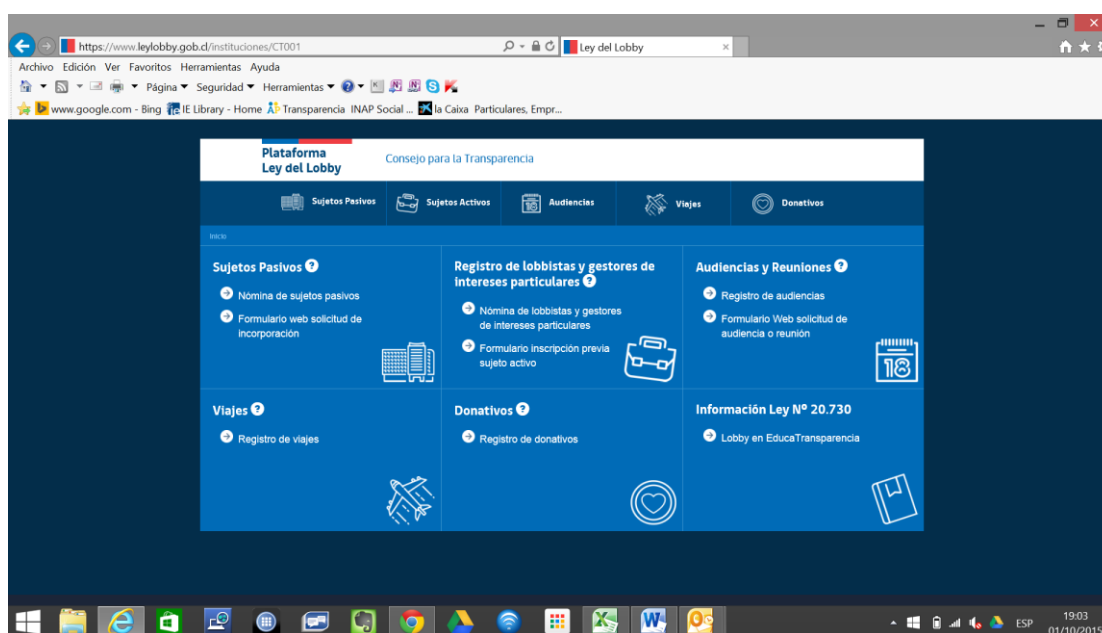 https://www.leylobby.gob.cl/instituciones/CT001
Ley del Lobby
Archivo Edición Ver Favoritos Herramientas Ayuda
Página Seguridad Herramientas
www.google.com - Bing IE Library - Home Transparencia INAP Social ... la Caixa Particulares, Empr...
Plataforma
Ley del Lobby
Consejo para la Transparencia
Sujetos Pasivos Sujetos Activos 18 Audiencias Viajes Donativos
Inicio
Sujetos Pasivos ?
Nómina de sujetos pasivos
Formulario web solicitud de
incorporación
Registro de lobbistas y gestores de
intereses particulares ?
Nómina de lobbistas y gestores
de intereses particulares
Formulario inscripción previa
sujeto activo
Audiencias y Reuniones ?
Registro de audiencias
Formulario Web solicitud de
audiencia o reunión
18
Viajes ?
Registro de viajes
Donativos ?
Registro de donativos
Información Ley Nº 20.730
Lobby en EducaTransparencia
ESP
19:03
01/10/2015